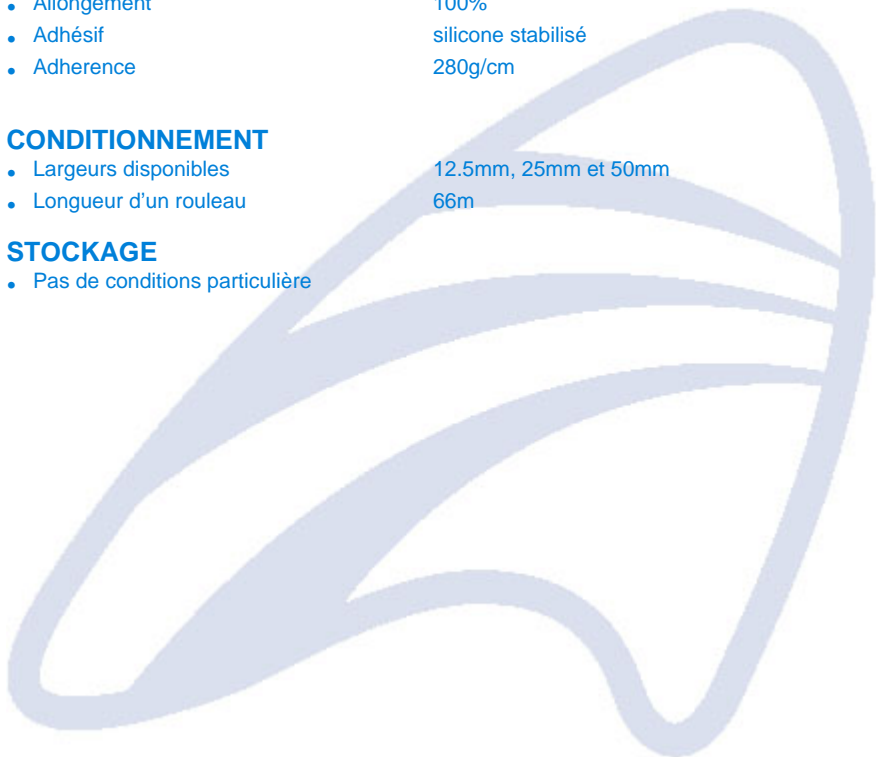 • Allongement 100%
• Adhésif silicone stabilisé
• Adherence 280g/cm
CONDITIONNEMENT
• Largeurs disponibles 12.5mm, 25mm et 50mm
• Longueur d’un rouleau 66m
STOCKAGE
• Pas de conditions particulière